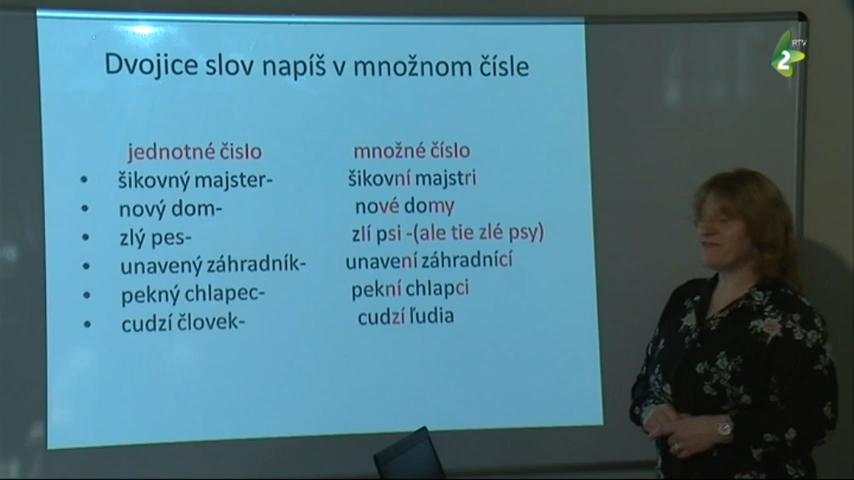 Dvojice slov napíš v množnom čísle
jednotné čislo množné číslo
• šikovný majster- šikovní majstri
• nový dom- nové domy
• zlý pes- zlí psi -(ale tie zlé psy)
• unavený záhradník- unavení záhradníci
• pekný chlapec- pekní chlapci
• cudzí človek- cudzí ľudia
RTV
2